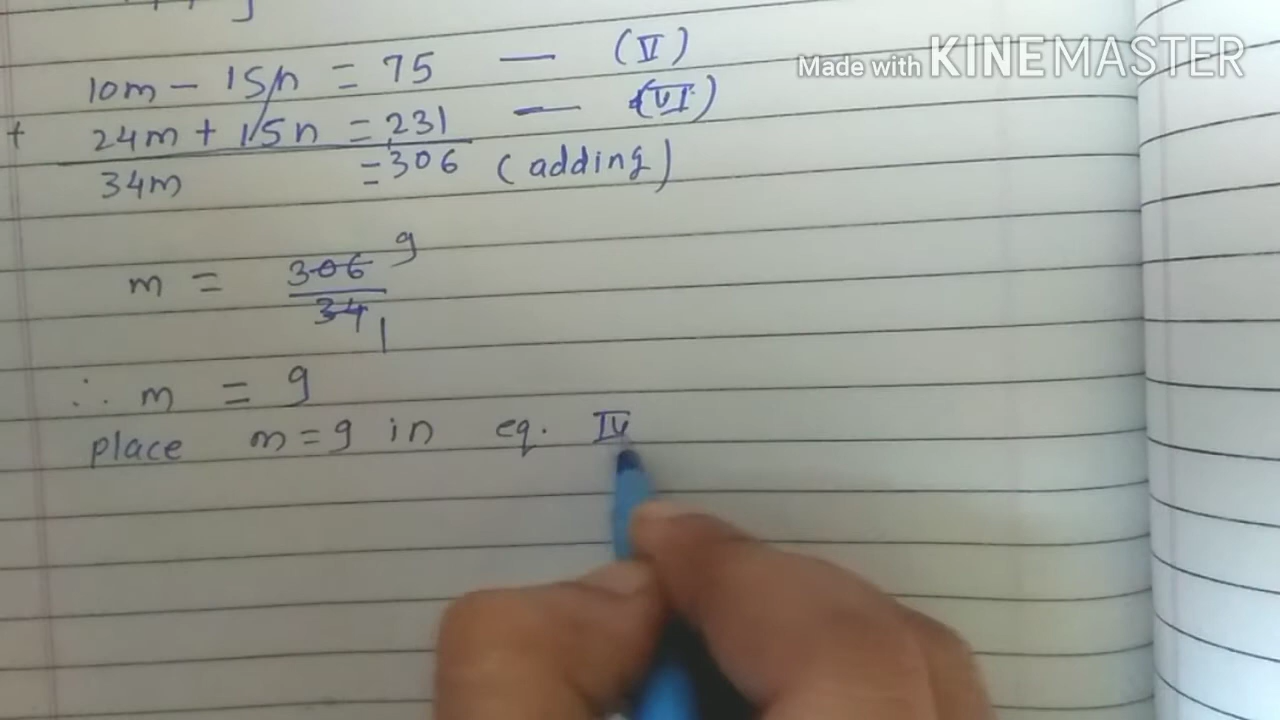 Made with KINEMASTER
10m - 15n = 75 — (V)
+ 24m + 15n = 231 — (VI)
34m = 306 (adding)
m = 306/34 9 1
∴ m = 9
place m = 9 in eq. IV